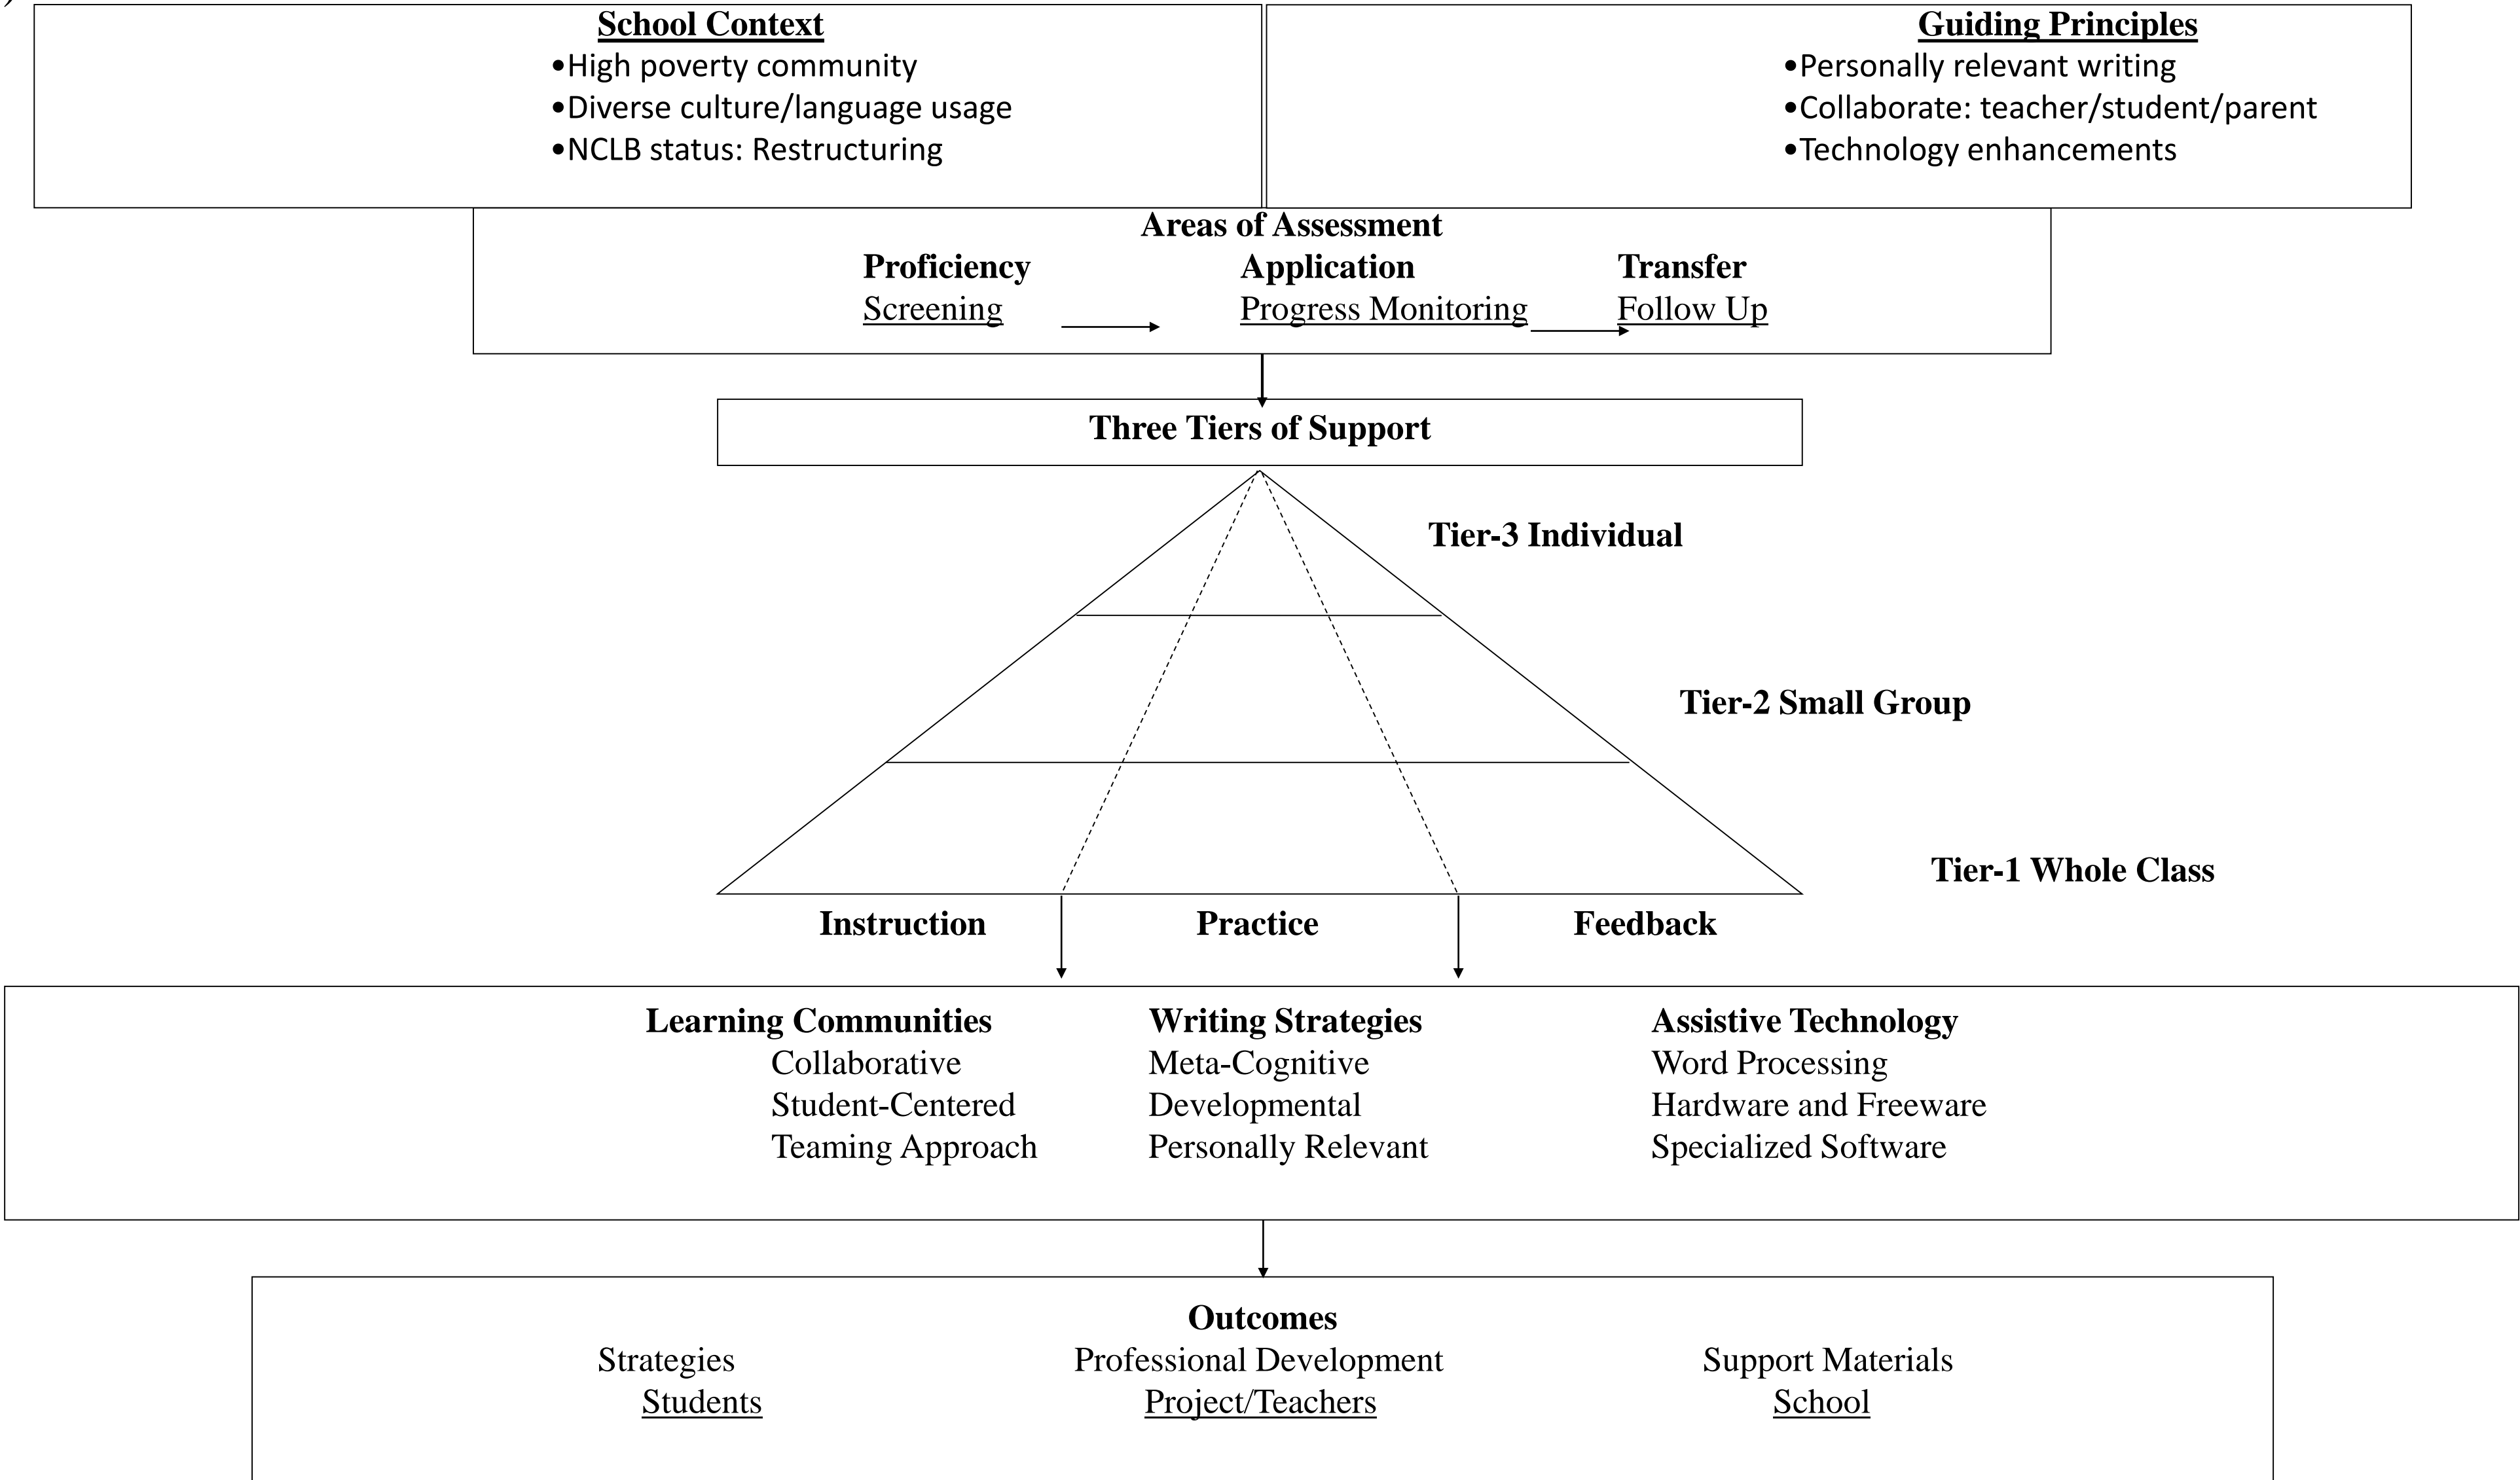 School Context
•High poverty community
•Diverse culture/language usage
•NCLB status: Restructuring
Guiding Principles
•Personally relevant writing
•Collaborate: teacher/student/parent
•Technology enhancements
Areas of Assessment
Proficiency Application Transfer
Screening Progress Monitoring Follow Up
Three Tiers of Support
Tier-3 Individual
Tier-2 Small Group
Tier-1 Whole Class
Instruction Practice Feedback
Learning Communities Writing Strategies Assistive Technology
Collaborative Meta-Cognitive Word Processing
Student-Centered Developmental Hardware and Freeware
Teaming Approach Personally Relevant Specialized Software
Outcomes
Strategies Professional Development Support Materials
Students Project/Teachers School